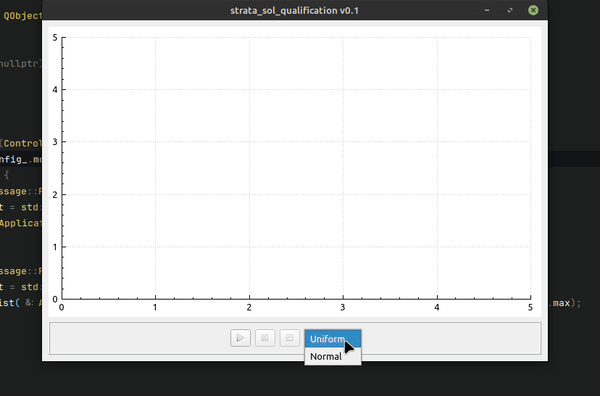 QObject
strata_sol_qualification v0.1
nullptr)
(Control
nfig_.mo
{
ssage::F
t = std:
Applicat
ssage::F
t = std:
ist( &: A
.max);
5
4
3
2
1
0
0 1 2 3 4 5
Uniform
Normal